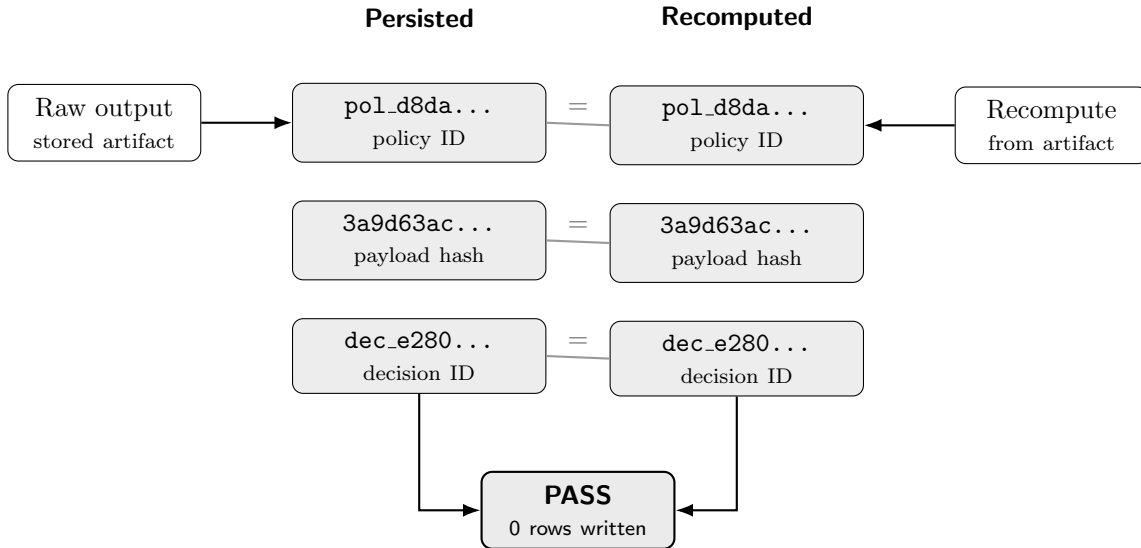 Persisted
Recomputed
Raw output
stored artifact
pol_d8da...
policy ID
=
pol_d8da...
policy ID
Recompute
from artifact
3a9d63ac...
payload hash
=
3a9d63ac...
payload hash
dec_e280...
decision ID
=
dec_e280...
decision ID
PASS
0 rows written